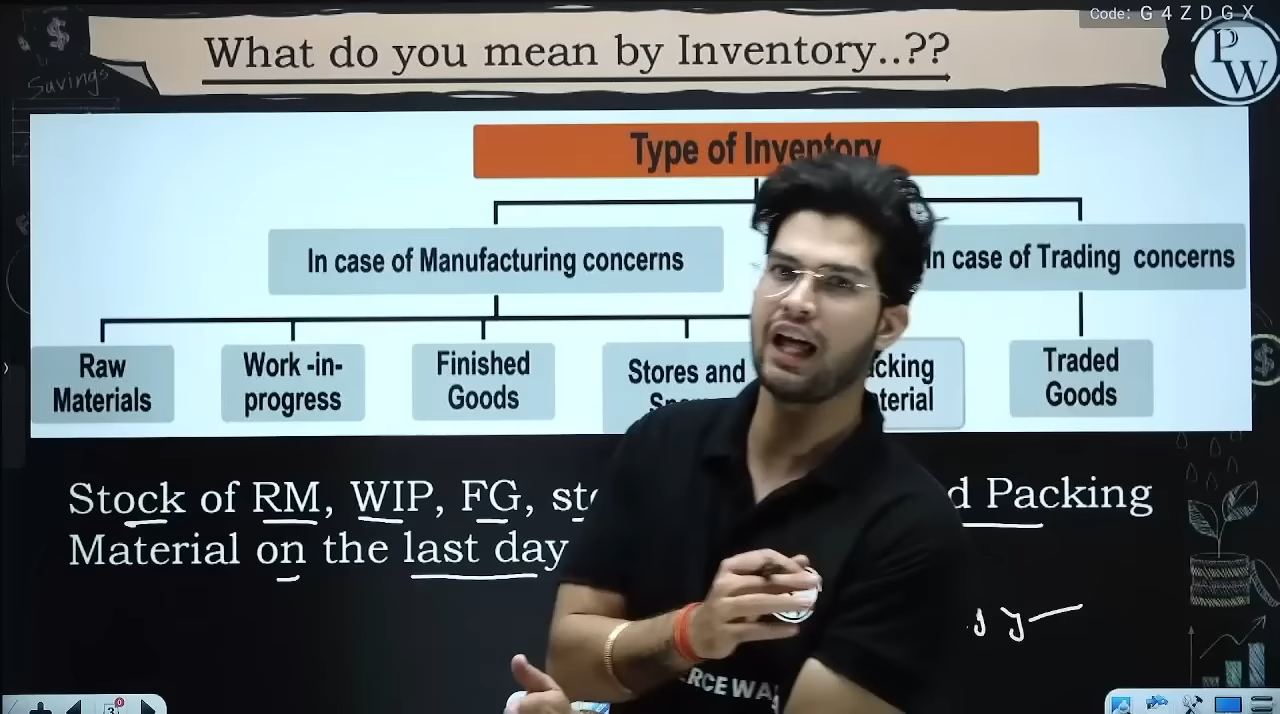 Code: G 4 Z D G X
What do you mean by Inventory..??
PW
Savings
Type of Inventory
In case of Manufacturing concerns
In case of Trading concerns
Raw
Materials
Work -in-
progress
Finished
Goods
Stores and
Traded
Goods
Stock of RM, WIP, FG, Packing
Material on the last day